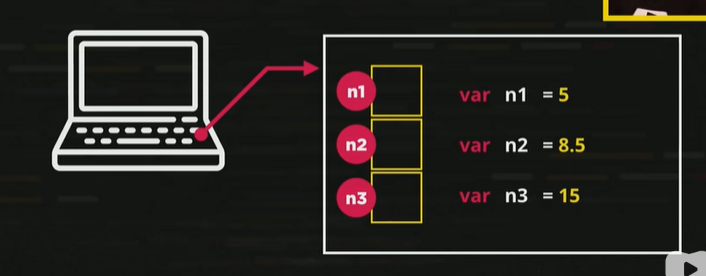 n1 var n1 = 5
n2 var n2 = 8.5
n3 var n3 = 15